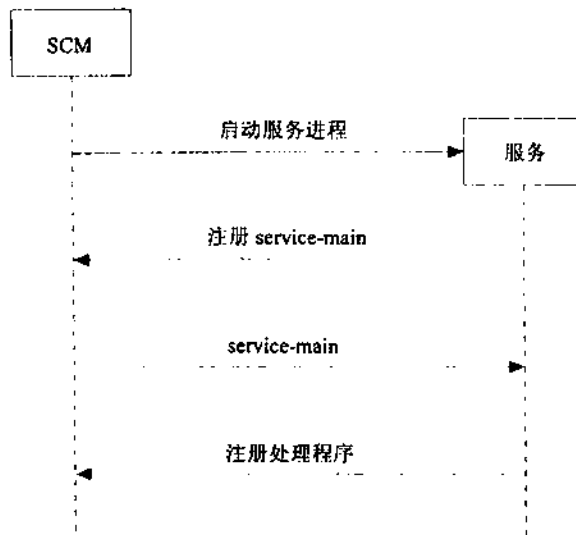 SCM
启动服务进程
服务
注册 service-main
service-main
注册处理程序